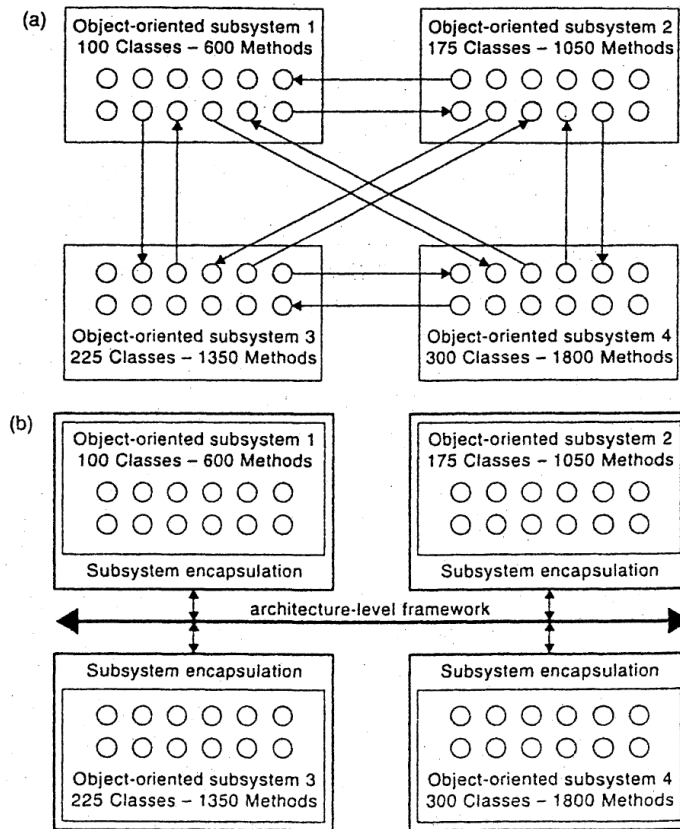 (a)
Object-oriented subsystem 1
100 Classes – 600 Methods
Object-oriented subsystem 2
175 Classes – 1050 Methods
Object-oriented subsystem 3
225 Classes – 1350 Methods
Object-oriented subsystem 4
300 Classes – 1800 Methods
(b)
Object-oriented subsystem 1
100 Classes – 600 Methods
Subsystem encapsulation
Object-oriented subsystem 2
175 Classes – 1050 Methods
Subsystem encapsulation
architecture-level framework
Subsystem encapsulation
Object-oriented subsystem 3
225 Classes – 1350 Methods
Subsystem encapsulation
Object-oriented subsystem 4
300 Classes – 1800 Methods